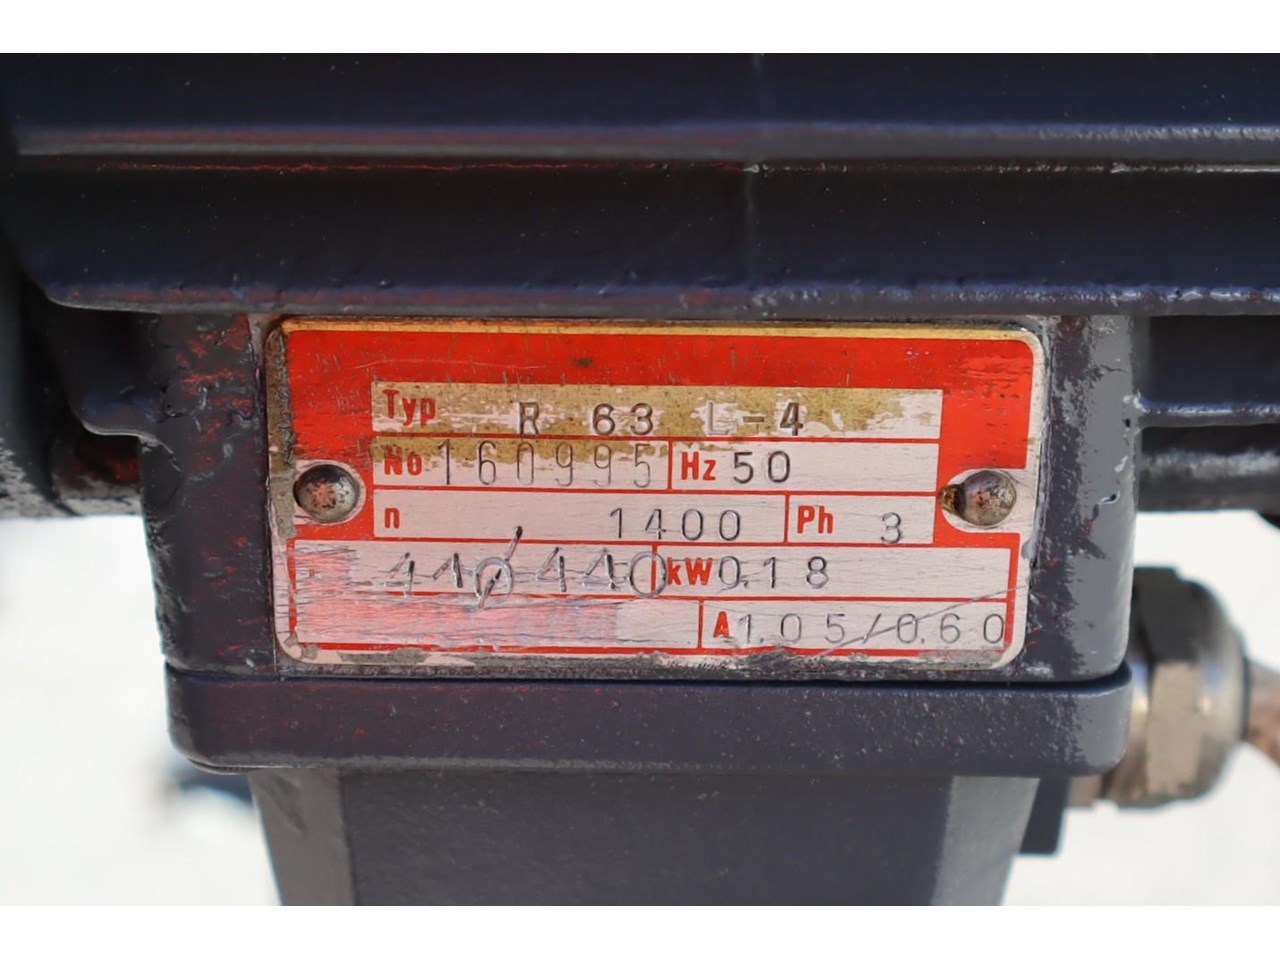 Typ R 63 L-4
No 160995 Hz 50
n 1400 Ph 3
kW 0.18
A 1.05/0.60